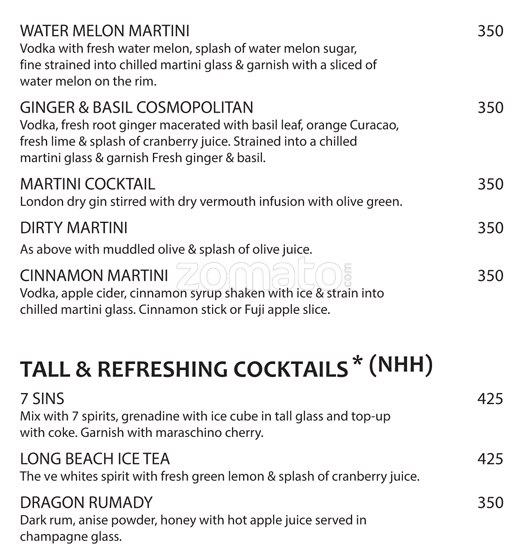 WATER MELON MARTINI 350
Vodka with fresh water melon, splash of water melon sugar,
fine strained into chilled martini glass & garnish with a sliced of
water melon on the rim.
GINGER & BASIL COSMOPOLITAN 350
Vodka, fresh root ginger macerated with basil leaf, orange Curacao,
fresh lime & splash of cranberry juice. Strained into a chilled
martini glass & garnish Fresh ginger & basil.
MARTINI COCKTAIL 350
London dry gin stirred with dry vermouth infusion with olive green.
DIRTY MARTINI 350
As above with muddled olive & splash of olive juice.
CINNAMON MARTINI 350
zomato.com
Vodka, apple cider, cinnamon syrup shaken with ice & strain into
chilled martini glass. Cinnamon stick or Fuji apple slice.
TALL & REFRESHING COCKTAILS * (NHH)
7 SINS 425
Mix with 7 spirits, grenadine with ice cube in tall glass and top-up
with coke. Garnish with maraschino cherry.
LONG BEACH ICE TEA 425
The ve whites spirit with fresh green lemon & splash of cranberry juice.
DRAGON RUMADY 350
Dark rum, anise powder, honey with hot apple juice served in
champagne glass.